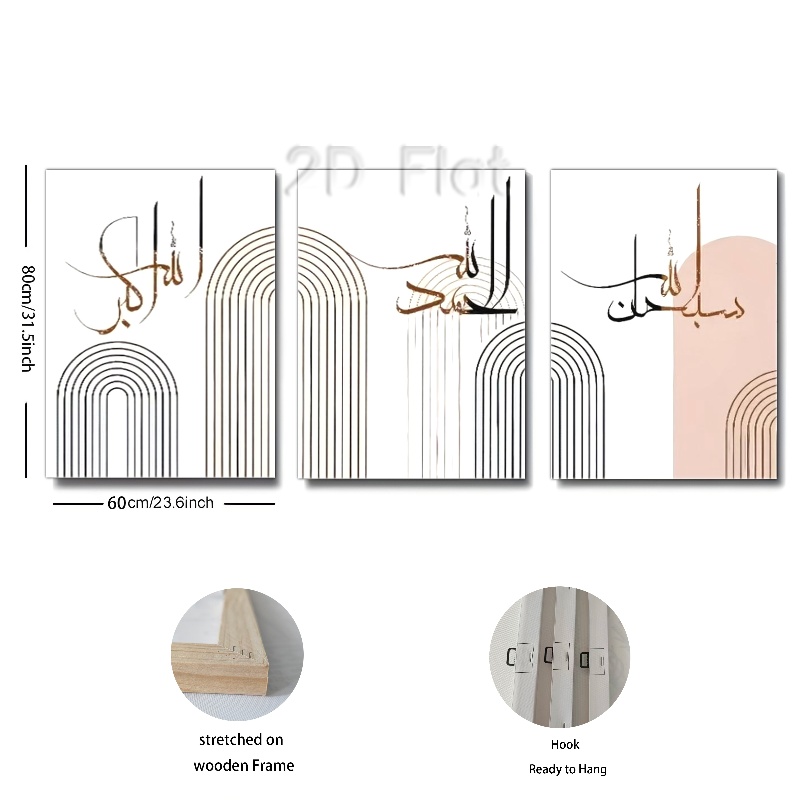 2D Flat
الله أكبر
الحمد لله
سبحان الله
80cm/31.5inch
60cm/23.6inch
stretched on
wooden Frame
Hook
Ready to Hang